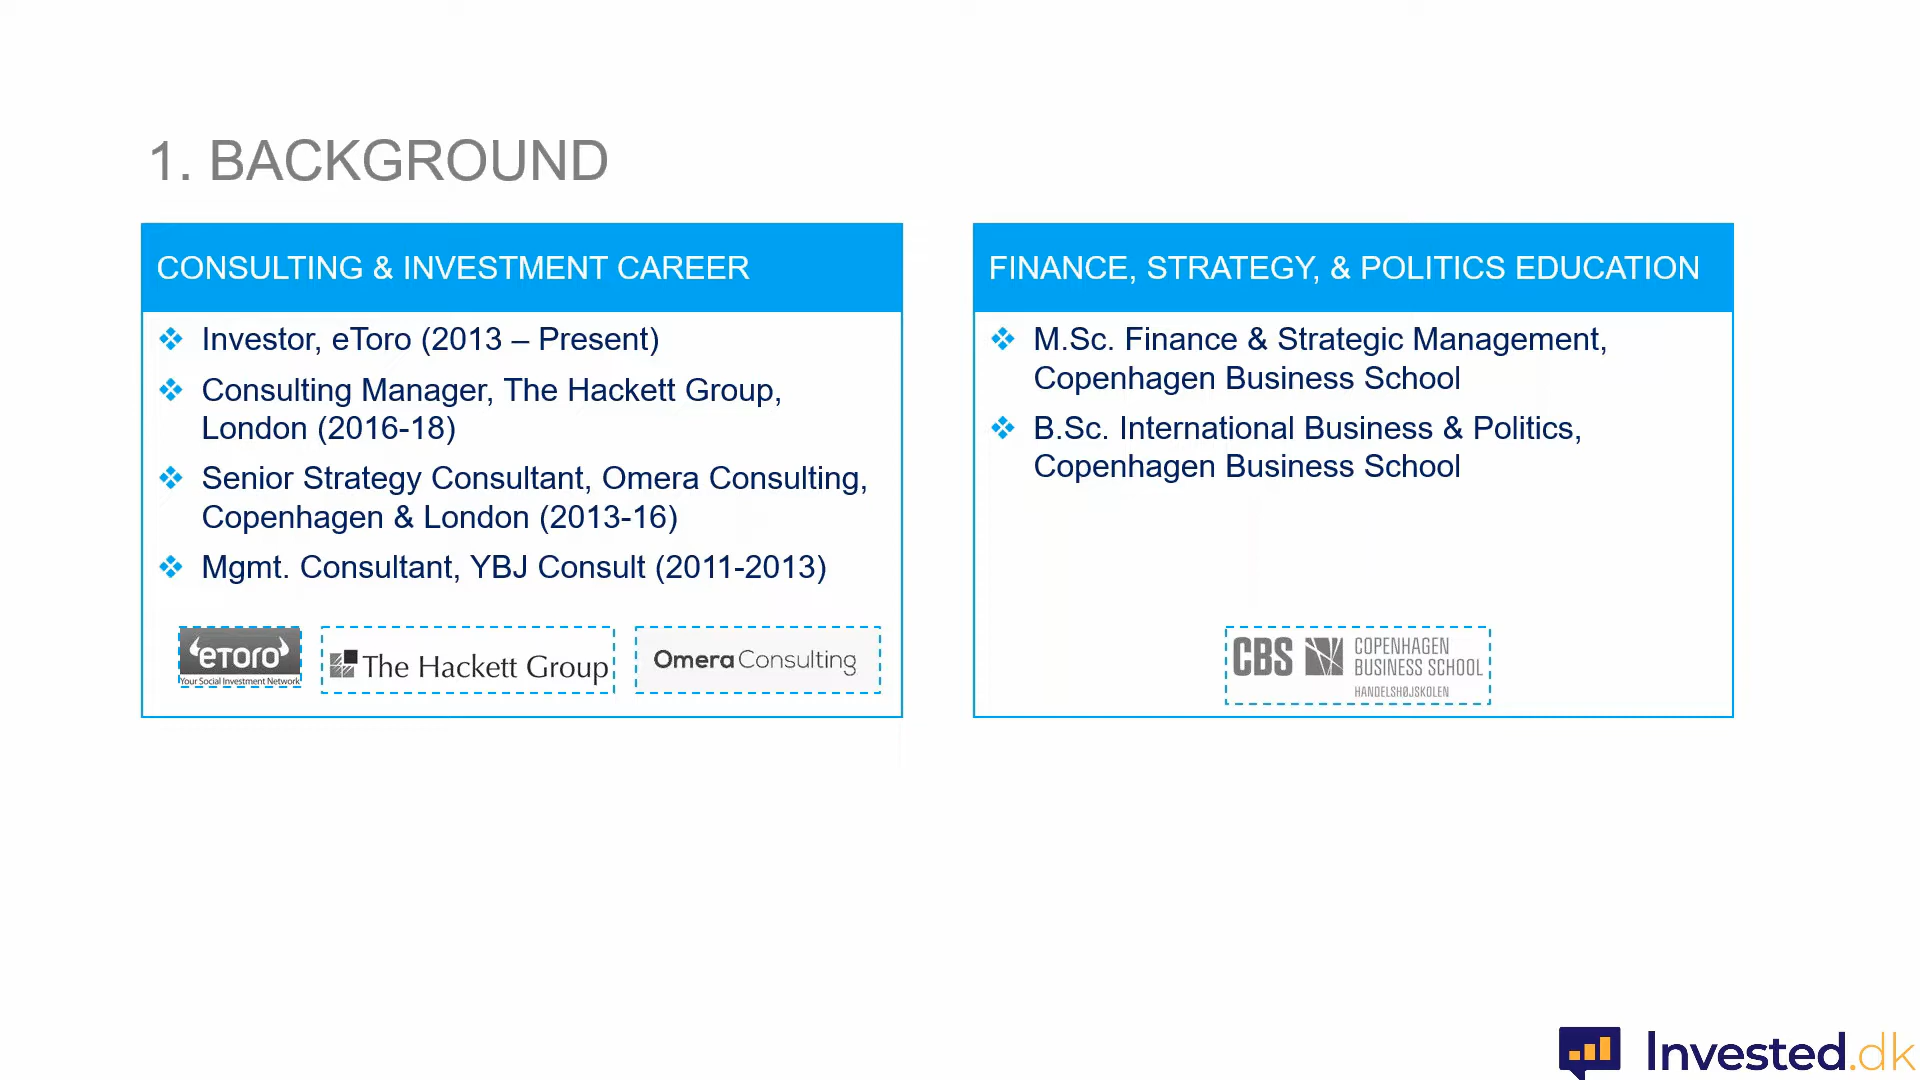 1. BACKGROUND
CONSULTING & INVESTMENT CAREER
Investor, eToro (2013 – Present)
Consulting Manager, The Hackett Group,
London (2016-18)
Senior Strategy Consultant, Omera Consulting,
Copenhagen & London (2013-16)
Mgmt. Consultant, YBJ Consult (2011-2013)
eToro
Your Social Investment Network
The Hackett Group
Omera Consulting
FINANCE, STRATEGY, & POLITICS EDUCATION
M.Sc. Finance & Strategic Management,
Copenhagen Business School
B.Sc. International Business & Politics,
Copenhagen Business School
CBS
COPENHAGEN
BUSINESS SCHOOL
HANDELSHØJSKOLEN
Invested.dk